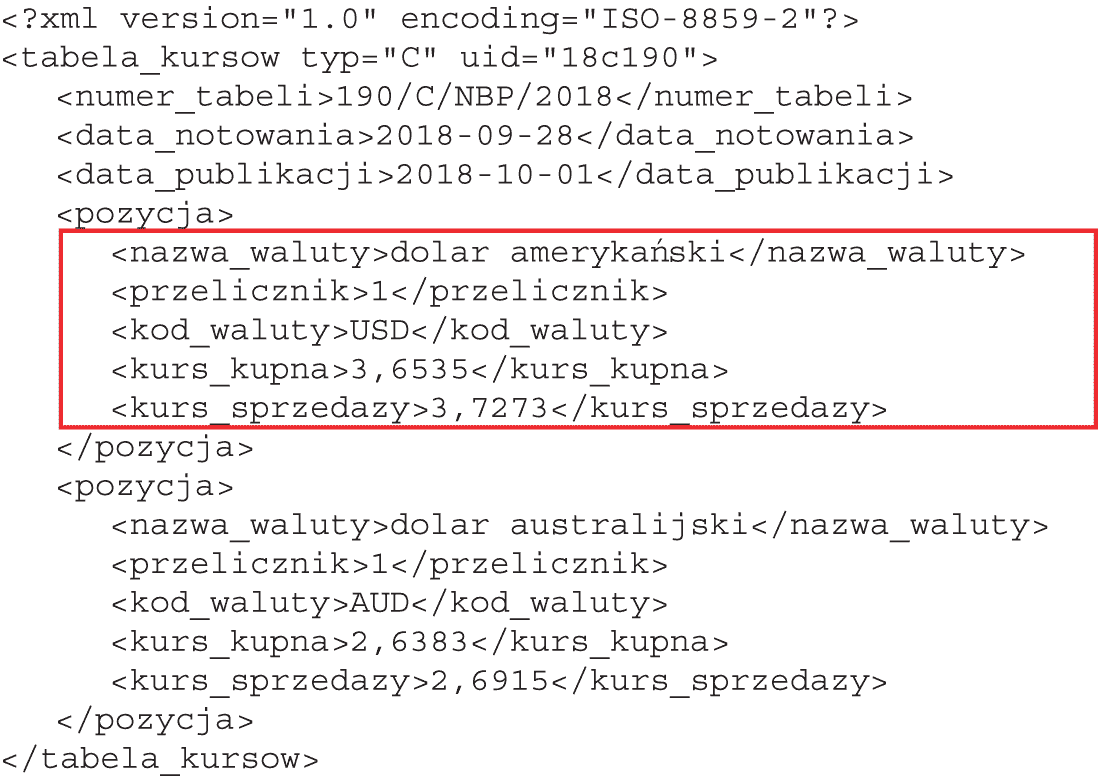 <?xml version="1.0" encoding="ISO-8859-2"?>
<tabela_kursow typ="C" uid="18c190">
<numer_tabeli>190/C/NBP/2018</numer_tabeli>
<data_notowania>2018-09-28</data_notowania>
<data_publikacji>2018-10-01</data_publikacji>
<pozycja>
<nazwa_waluty>dolar amerykański</nazwa_waluty>
<przelicznik>1</przelicznik>
<kod_waluty>USD</kod_waluty>
<kurs_kupna>3,6535</kurs_kupna>
<kurs_sprzedazy>3,7273</kurs_sprzedazy>
</pozycja>
<pozycja>
<nazwa_waluty>dolar australijski</nazwa_waluty>
<przelicznik>1</przelicznik>
<kod_waluty>AUD</kod_waluty>
<kurs_kupna>2,6383</kurs_kupna>
<kurs_sprzedazy>2,6915</kurs_sprzedazy>
</pozycja>
</tabela_kursow>